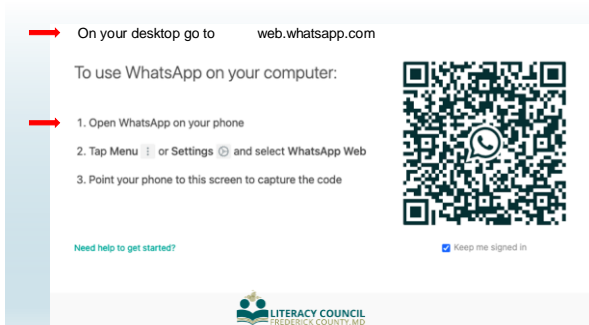 On your desktop go to web.whatsapp.com
To use WhatsApp on your computer:
1. Open WhatsApp on your phone
2. Tap Menu or Settings and select WhatsApp Web
3. Point your phone to this screen to capture the code
Need help to get started?
Keep me signed in
LITERACY COUNCIL
FREDERICK COUNTY, MD